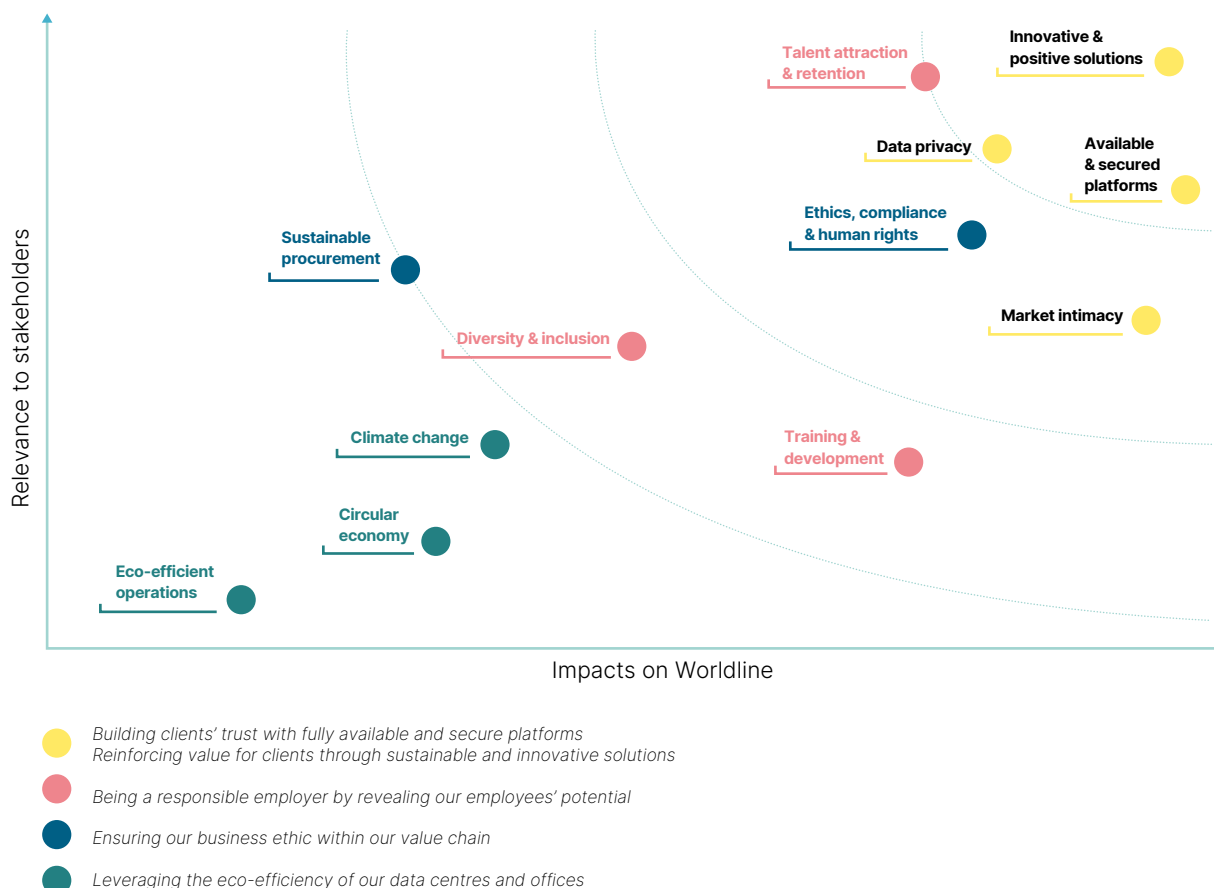 Innovative &
positive solutions
Talent attraction
& retention
Data privacy
Available
& secured
platforms
Ethics, compliance
& human rights
Sustainable
procurement
Market intimacy
Diversity & inclusion
Climate change
Training &
development
Circular
economy
Eco-efficient
operations
Relevance to stakeholders
Impacts on Worldline
Building clients' trust with fully available and secure platforms
Reinforcing value for clients through sustainable and innovative solutions
Being a responsible employer by revealing our employees' potential
Ensuring our business ethic within our value chain
Leveraging the eco-efficiency of our data centres and offices